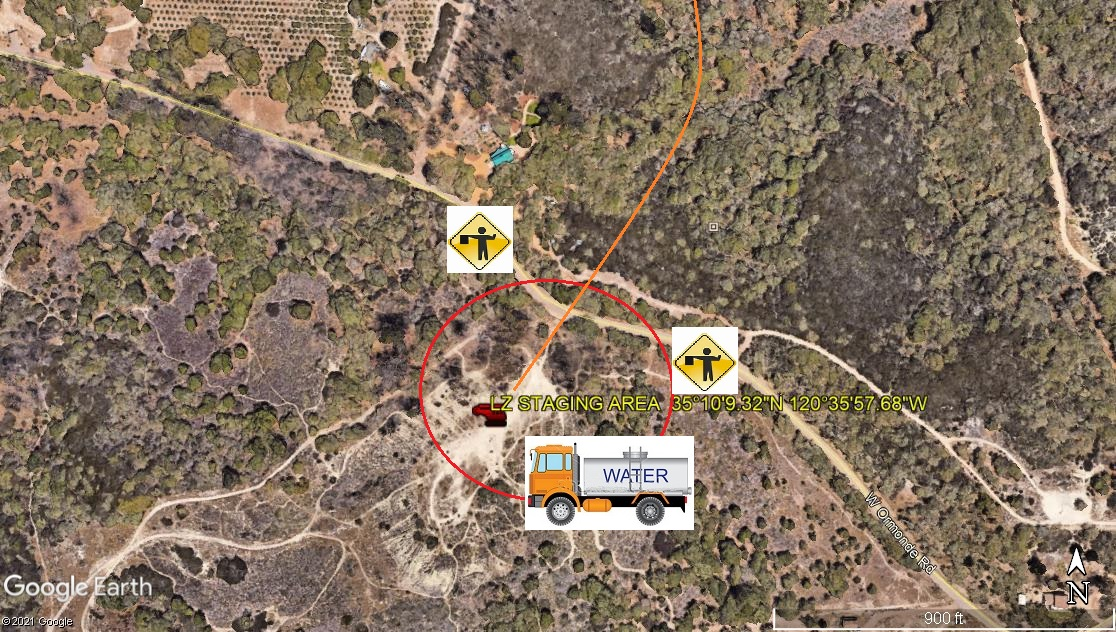 LZ STAGING AREA 35°10'9.32"N 120°35'57.68"W
WATER
W Ormonde Rd
Google Earth
N
© 2021 Google
900 ft